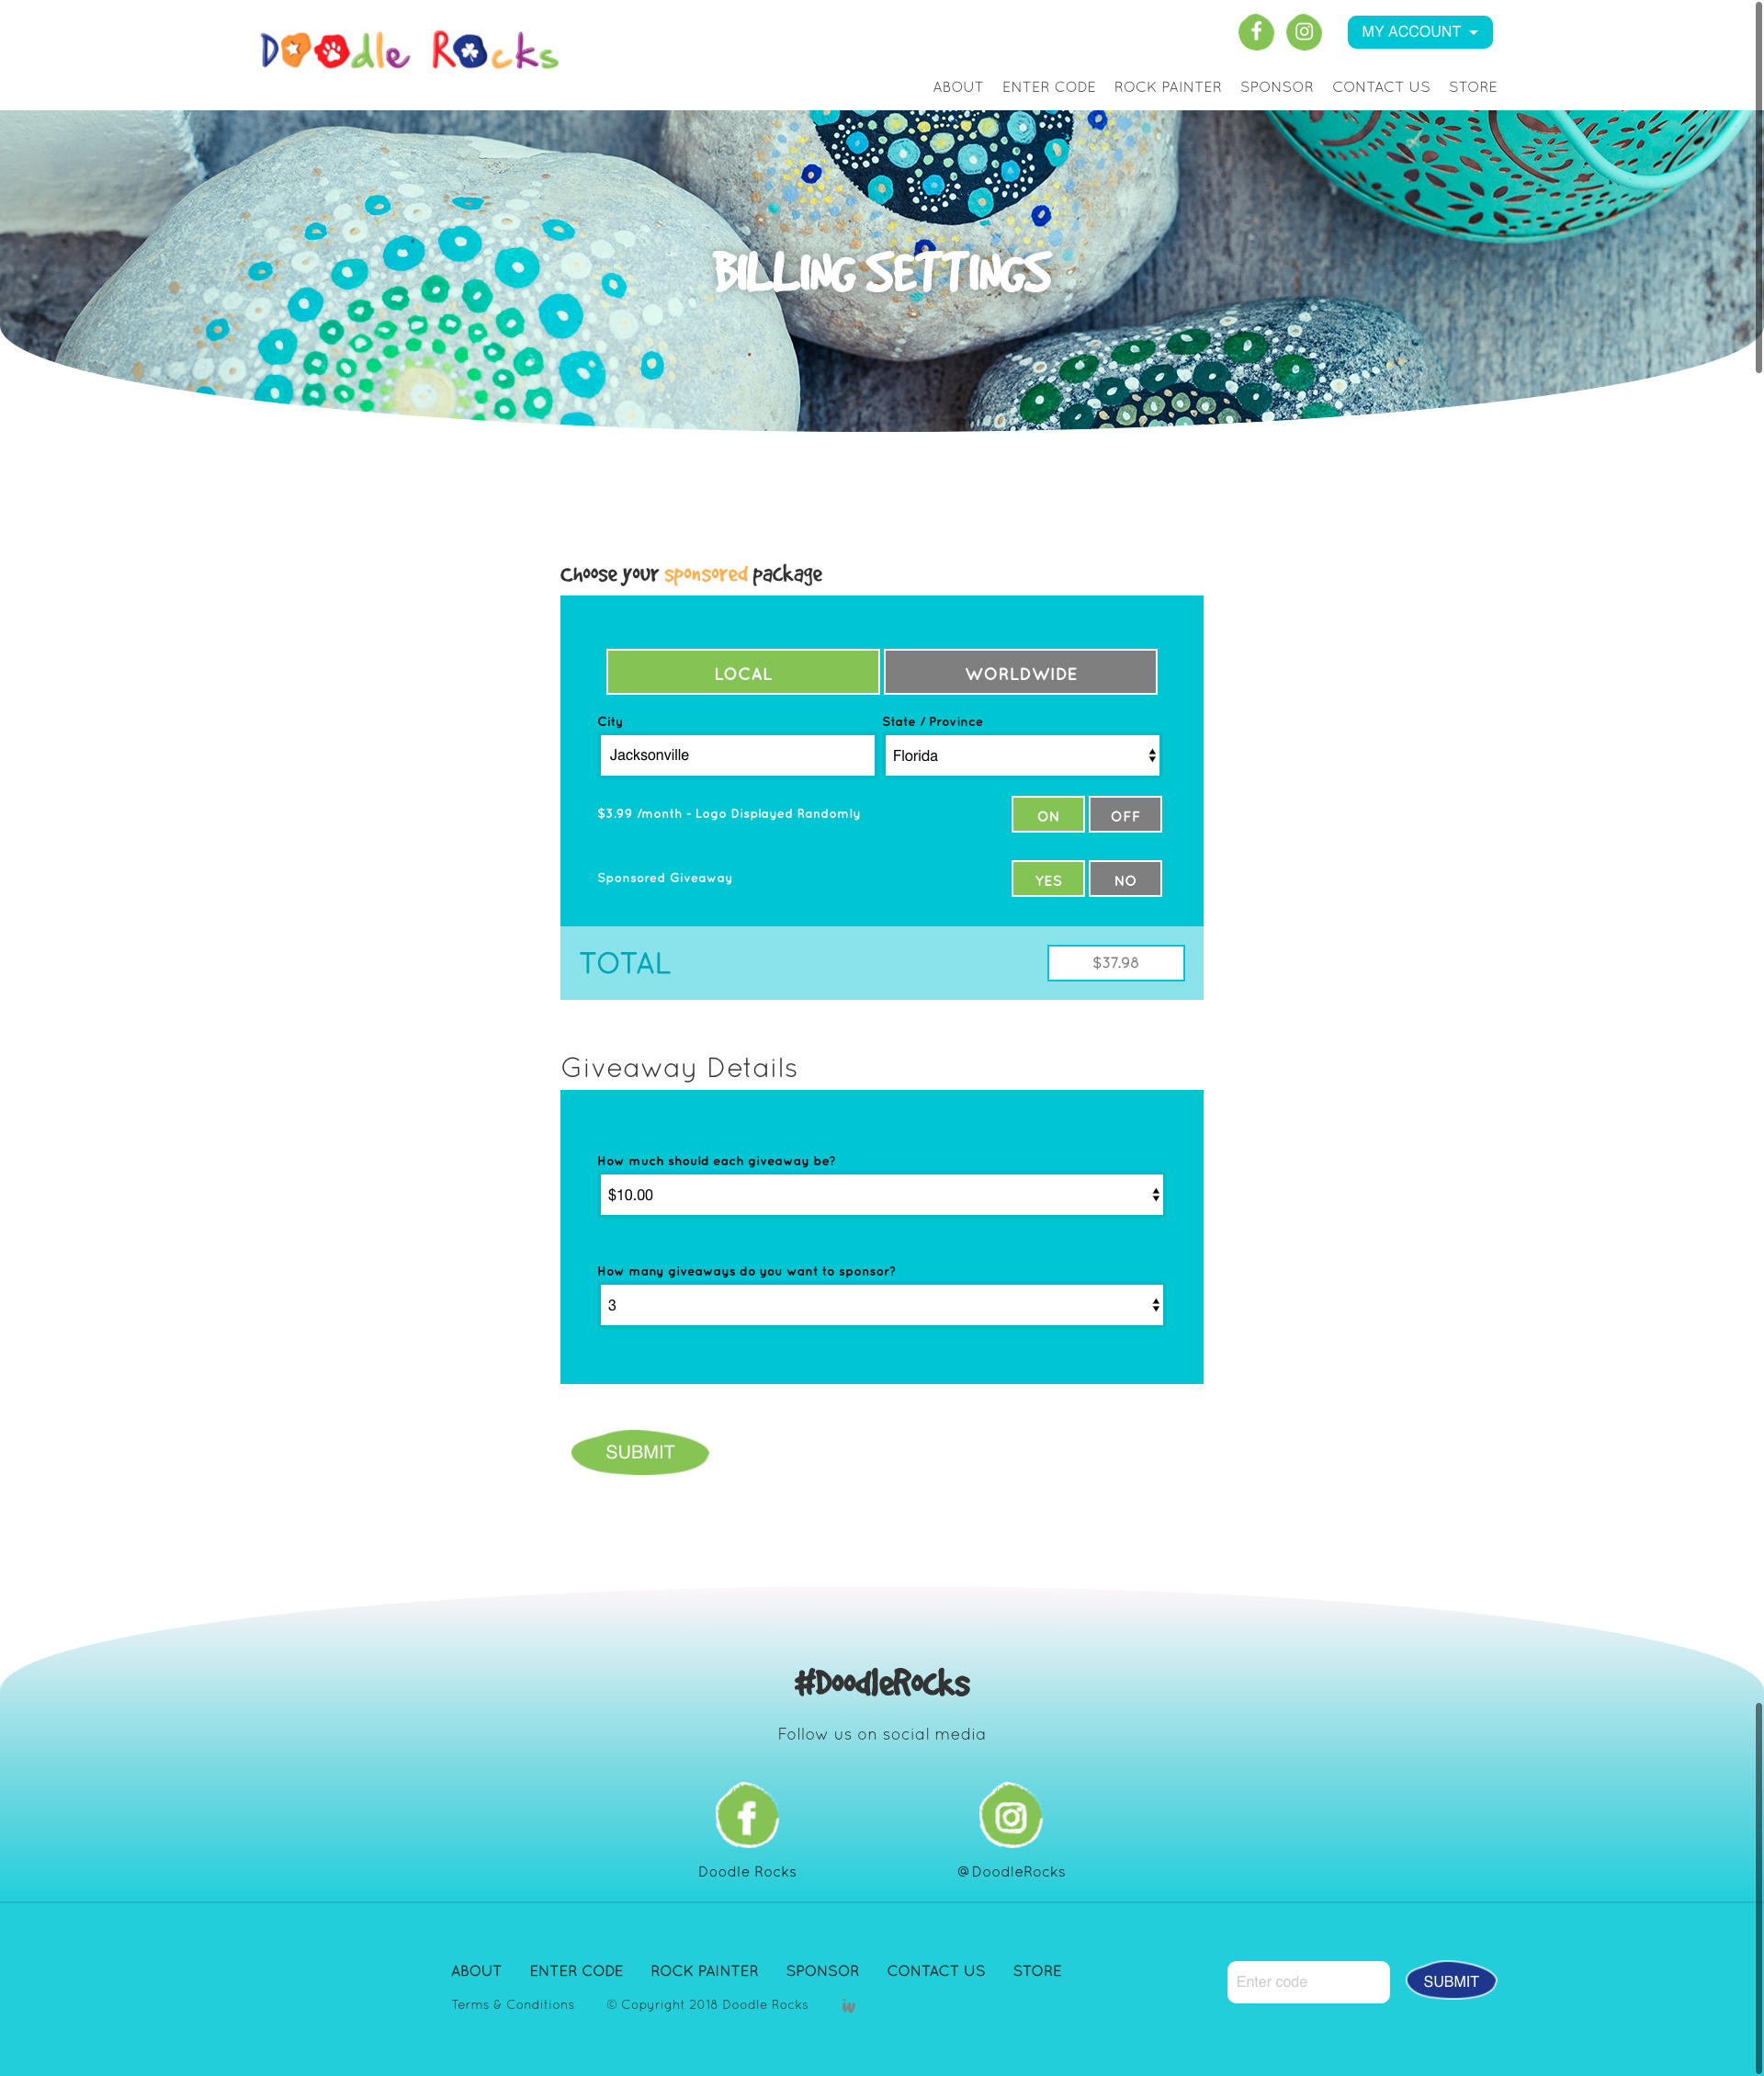 Doodle Rocks
MY ACCOUNT
ABOUT ENTER CODE ROCK PAINTER SPONSOR CONTACT US STORE
BILLING SETTINGS
Choose your sponsored package
LOCAL WORLDWIDE
City State / Province
Jacksonville Florida
$3.99 /month - Logo Displayed Randomly ON OFF
Sponsored Giveaway YES NO
TOTAL $37.98
Giveaway Details
How much should each giveaway be?
$10.00
How many giveaways do you want to sponsor?
3
SUBMIT
#DoodleRocks
Follow us on social media
Doodle Rocks @DoodleRocks
ABOUT ENTER CODE ROCK PAINTER SPONSOR CONTACT US STORE
Enter code SUBMIT
Terms & Conditions © Copyright 2018 Doodle Rocks